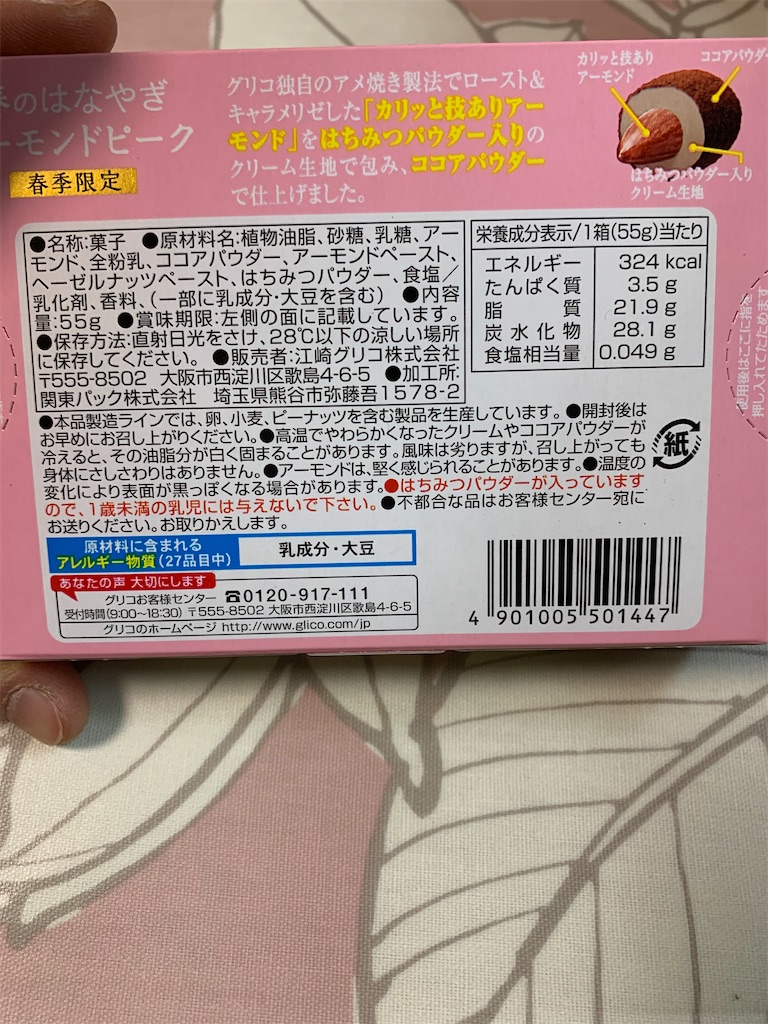 のはなやぎ
ーモンドピーク
春季限定
グリコ独自のアメ焼き製法でロースト&
キャラメリゼした「カリッと技ありアー
モンド」をはちみつパウダー入りの
クリーム生地で包み、ココアパウダー
で仕上げました。
カリッと技あり
アーモンド
ココアパウダー
はちみつパウダー入り
クリーム生地
●名称:菓子 ●原材料名:植物油脂、砂糖、乳糖、アー
モンド、全粉乳、ココアパウダー、アーモンドペースト、
ヘーゼルナッツペースト、はちみつパウダー、食塩/
乳化剤、香料、(一部に乳成分・大豆を含む) ●内容
量:55g ●賞味期限:左側の面に記載しています。
●保存方法:直射日光をさけ、28℃以下の涼しい場所
に保存してください。 ●販売者:江崎グリコ株式会社
〒555-8502 大阪市西淀川区歌島4-6-5 ●加工所:
関東パック株式会社 埼玉県熊谷市弥藤吾1578-2
栄養成分表示/1箱(55g)当たり
エネルギー 324 kcal
たんぱく質 3.5 g
脂質 21.9 g
炭水化物 28.1 g
食塩相当量 0.049 g
●本品製造ラインでは、卵、小麦、ピーナッツを含む製品を生産しています。 ●開封後は
お早めにお召し上がりください。●高温でやわらかくなったクリームやココアパウダーが
冷えると、その油脂分が白く固まることがあります。風味は劣りますが、召し上がっても
身体にさしさわりはありません。●アーモンドは、堅く感じられることがあります。●温度の
変化により表面が黒っぽくなる場合があります。●はちみつパウダーが入っています
ので、1歳未満の乳児には与えないで下さい。●不都合な品はお客様センター宛に
お送りください。お取りかえします。
紙
原材料に含まれる
アレルギー物質(27品目中)
乳成分・大豆
あなたの声 大切にします
グリコお客様センター ☎0120-917-111
受付時間(9:00~18:30) 〒555-8502 大阪市西淀川区歌島4-6-5
グリコのホームページ http://www.glico.com/jp
4 901005 501447
使用後はここに指を
押し入れてたためます